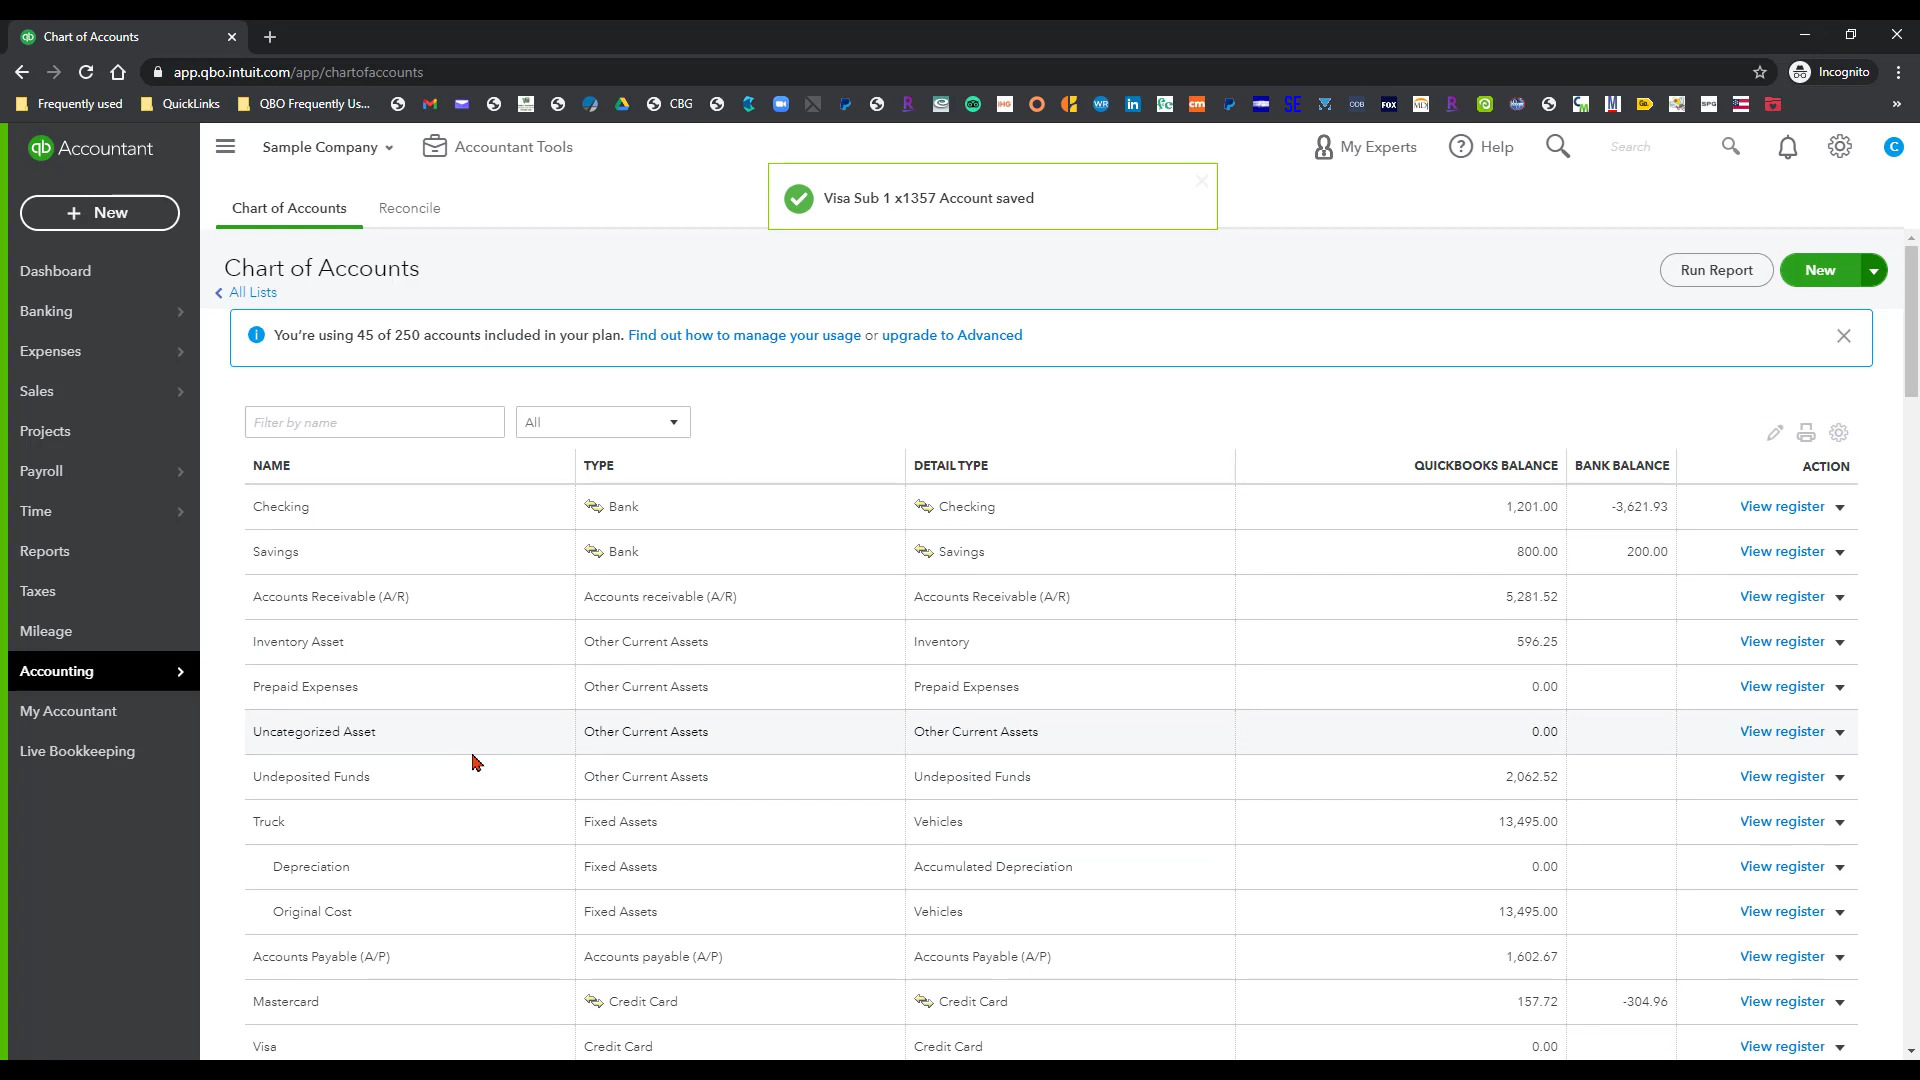 Chart of Accounts
app.qbo.intuit.com/app/chartofaccounts
Incognito
Frequently used
QuickLinks
QBO Frequently Us...
CBG
qb Accountant
Sample Company
Accountant Tools
My Experts
Help
Search
C
Visa Sub 1 x1357 Account saved
+ New
Chart of Accounts
Reconcile
Dashboard
Banking
Expenses
Sales
Projects
Payroll
Time
Reports
Taxes
Mileage
Accounting
My Accountant
Live Bookkeeping
Chart of Accounts
All Lists
Run Report
New
You're using 45 of 250 accounts included in your plan. Find out how to manage your usage or upgrade to Advanced
Filter by name
All
NAME TYPE DETAIL TYPE QUICKBOOKS BALANCE BANK BALANCE ACTION
Checking Bank Checking 1,201.00 -3,621.93 View register
Savings Bank Savings 800.00 200.00 View register
Accounts Receivable (A/R) Accounts receivable (A/R) Accounts Receivable (A/R) 5,281.52 View register
Inventory Asset Other Current Assets Inventory 596.25 View register
Prepaid Expenses Other Current Assets Prepaid Expenses 0.00 View register
Uncategorized Asset Other Current Assets Other Current Assets 0.00 View register
Undeposited Funds Other Current Assets Undeposited Funds 2,062.52 View register
Truck Fixed Assets Vehicles 13,495.00 View register
Depreciation Fixed Assets Accumulated Depreciation 0.00 View register
Original Cost Fixed Assets Vehicles 13,495.00 View register
Accounts Payable (A/P) Accounts payable (A/P) Accounts Payable (A/P) 1,602.67 View register
Mastercard Credit Card Credit Card 157.72 -304.96 View register
Visa Credit Card Credit Card 0.00 View register